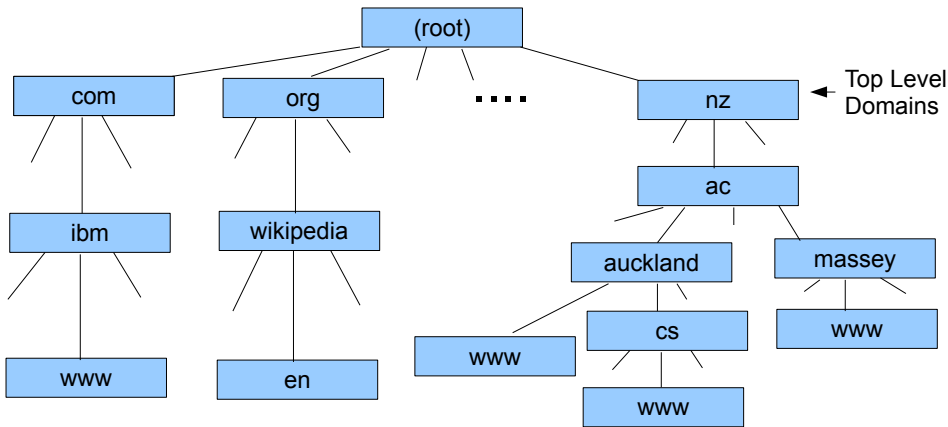 (root)
com
org
....
nz
Top Level
Domains
ac
ibm
wikipedia
auckland
massey
www
en
www
cs
www
www